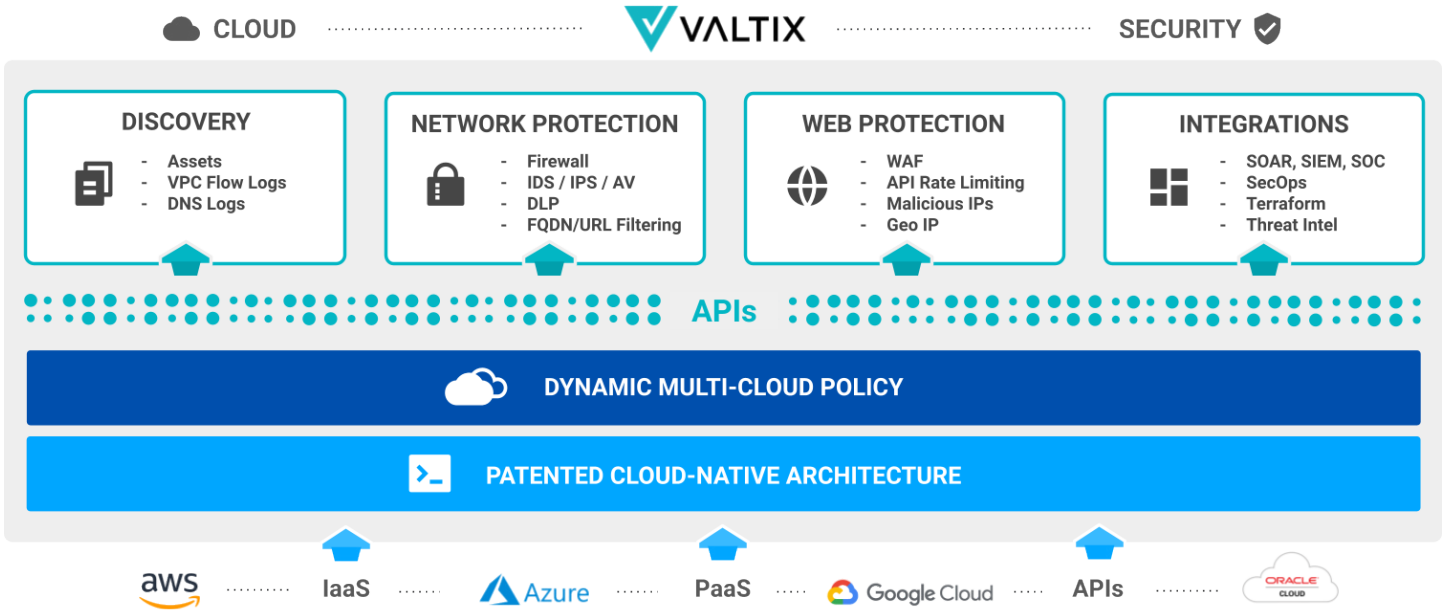 CLOUD
VALTIX
SECURITY
DISCOVERY
- Assets
- VPC Flow Logs
- DNS Logs
NETWORK PROTECTION
- Firewall
- IDS / IPS / AV
- DLP
- FQDN/URL Filtering
WEB PROTECTION
- WAF
- API Rate Limiting
- Malicious IPs
- Geo IP
INTEGRATIONS
- SOAR, SIEM, SOC
- SecOps
- Terraform
- Threat Intel
APIs
DYNAMIC MULTI-CLOUD POLICY
PATENTED CLOUD-NATIVE ARCHITECTURE
aws
IaaS
Azure
PaaS
Google Cloud
APIs
ORACLE
CLOUD